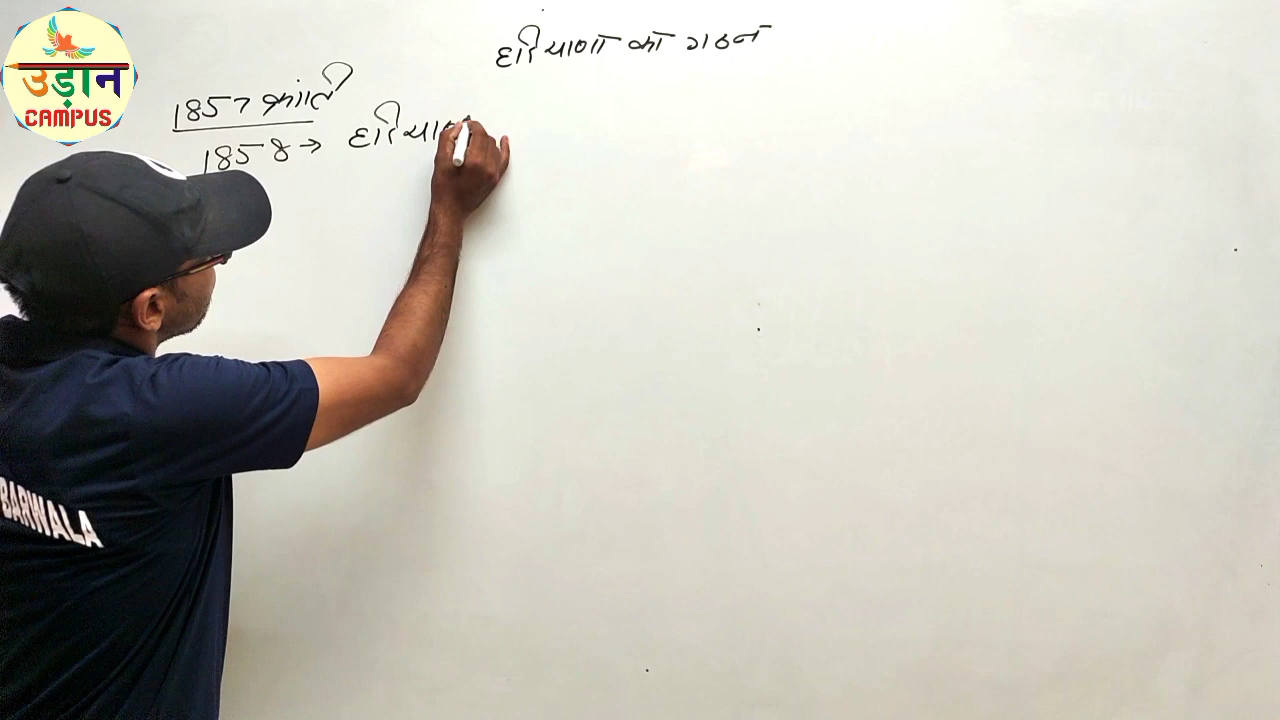 उड़ान
CAMPUS
हरियाणा का गठन
1857 क्रांति
1858 → हरियाणा
BARWALA